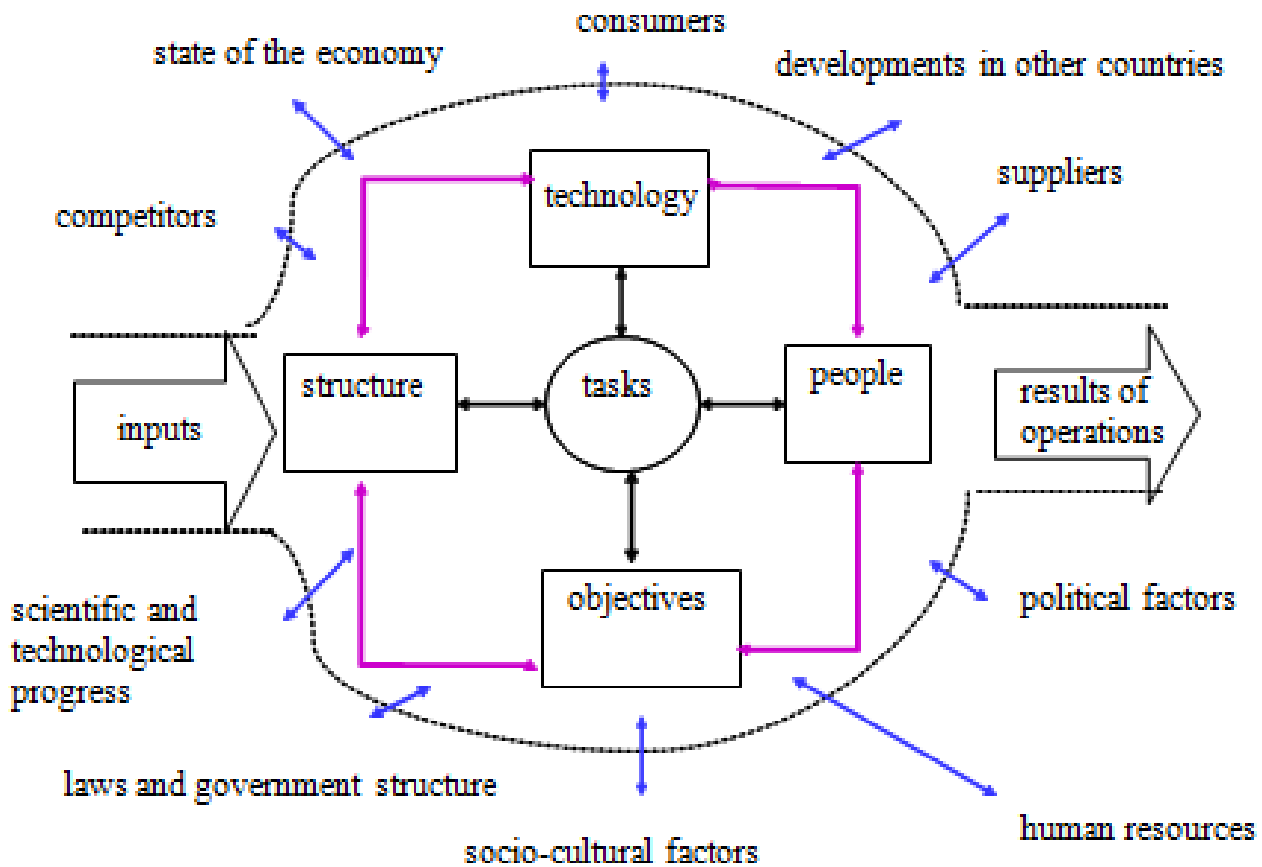 consumers
state of the economy
developments in other countries
suppliers
competitors
technology
structure
tasks
people
inputs
results of
operations
objectives
scientific and
technological
progress
political factors
laws and government structure
human resources
socio-cultural factors